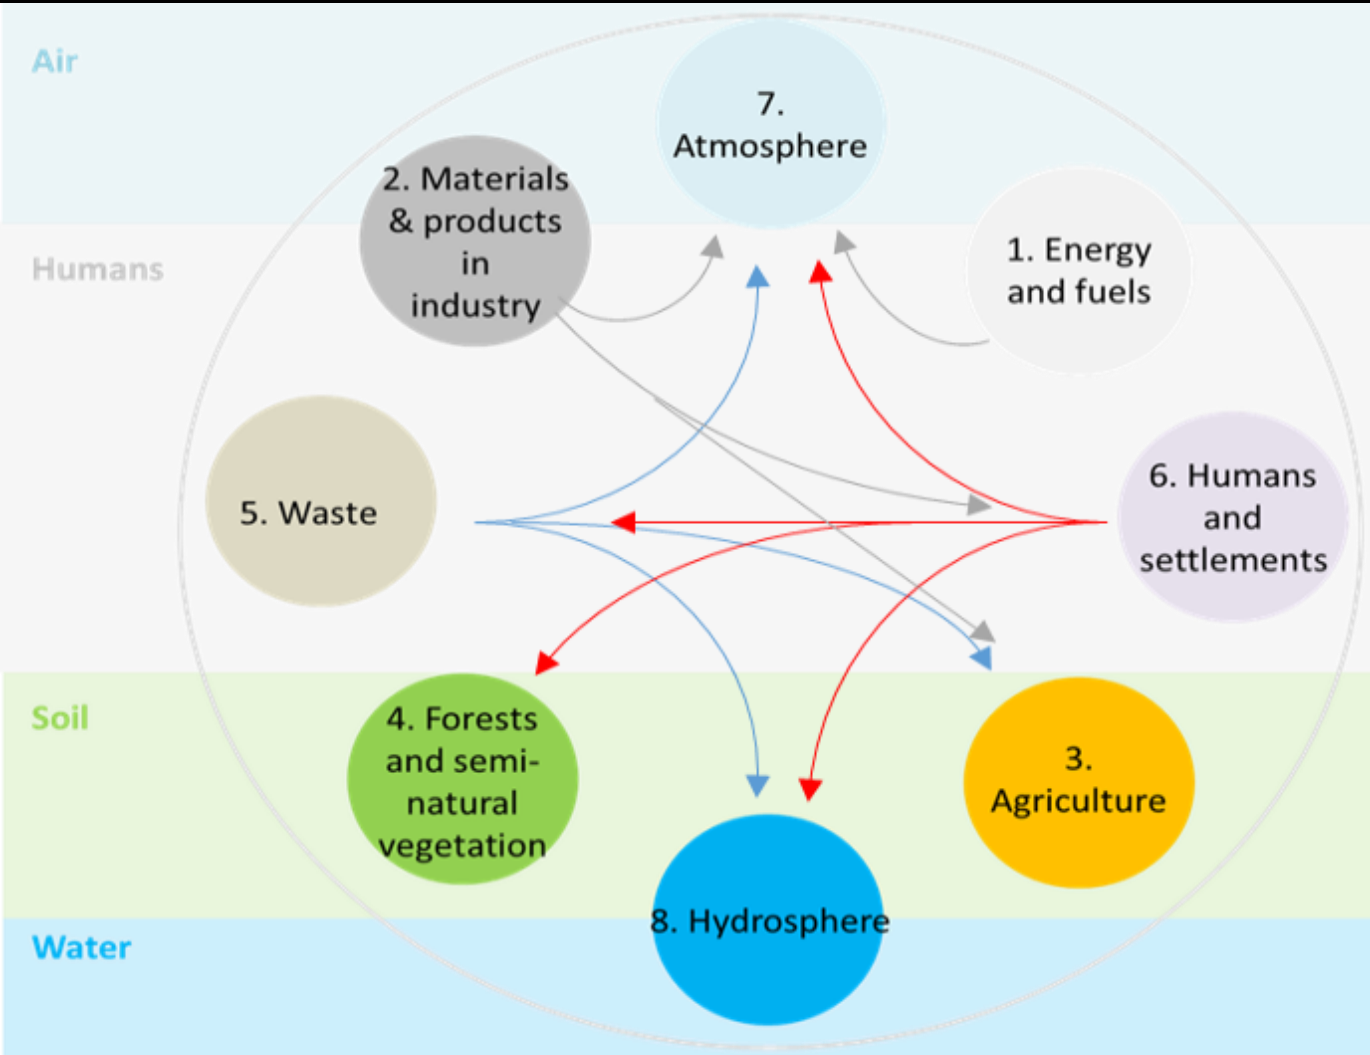 Air
7.
Atmosphere
2. Materials
& products
in
industry
Humans
1. Energy
and fuels
5. Waste
6. Humans
and
settlements
Soil
4. Forests
and semi-
natural
vegetation
3.
Agriculture
8. Hydrosphere
Water